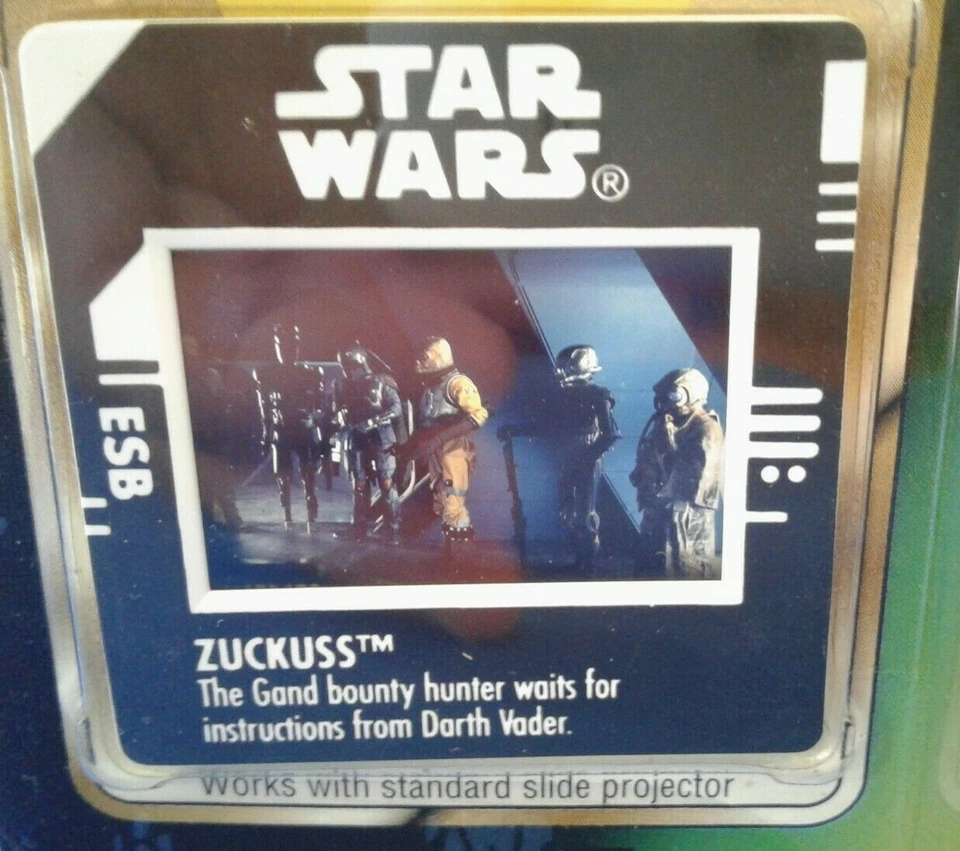 STAR
WARS®
ESB
ZUCKUSS™
The Gand bounty hunter waits for
instructions from Darth Vader.
Works with standard slide projector